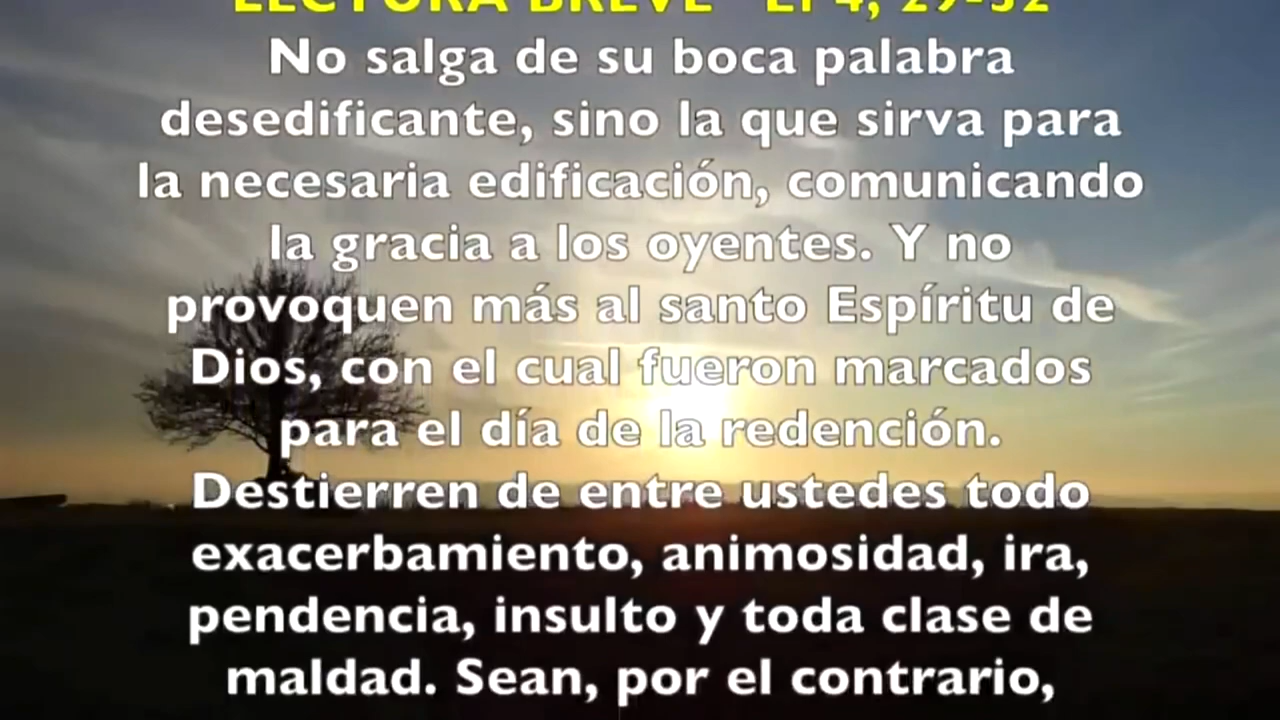 LECTURA BREVE Ef 4, 29-32
No salga de su boca palabra
desedificante, sino la que sirva para
la necesaria edificación, comunicando
la gracia a los oyentes. Y no
provoquen más al santo Espíritu de
Dios, con el cual fueron marcados
para el día de la redención.
Destierren de entre ustedes todo
exacerbamiento, animosidad, ira,
pendencia, insulto y toda clase de
maldad. Sean, por el contrario,